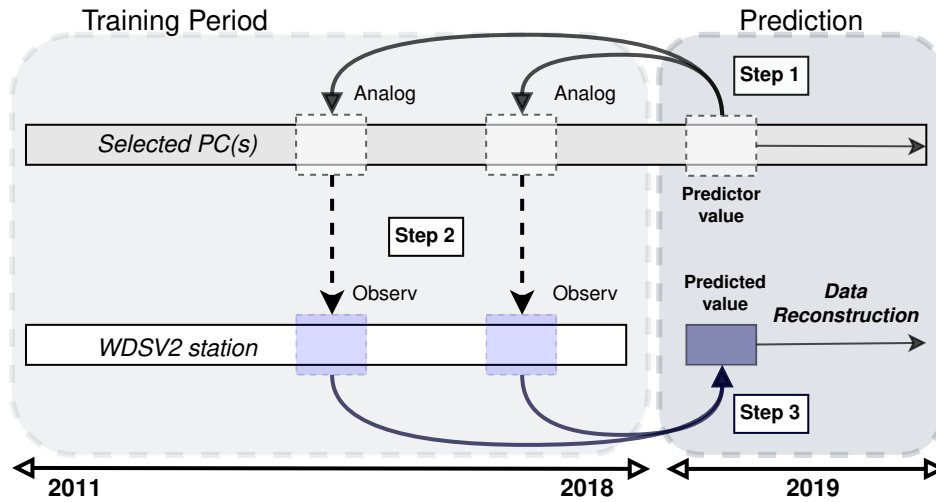 Training Period
Prediction
Step 1
Analog
Analog
Selected PC(s)
Predictor
value
Step 2
Observ
Observ
Predicted
value
Data
Reconstruction
WDSV2 station
Step 3
2011
2018
2019